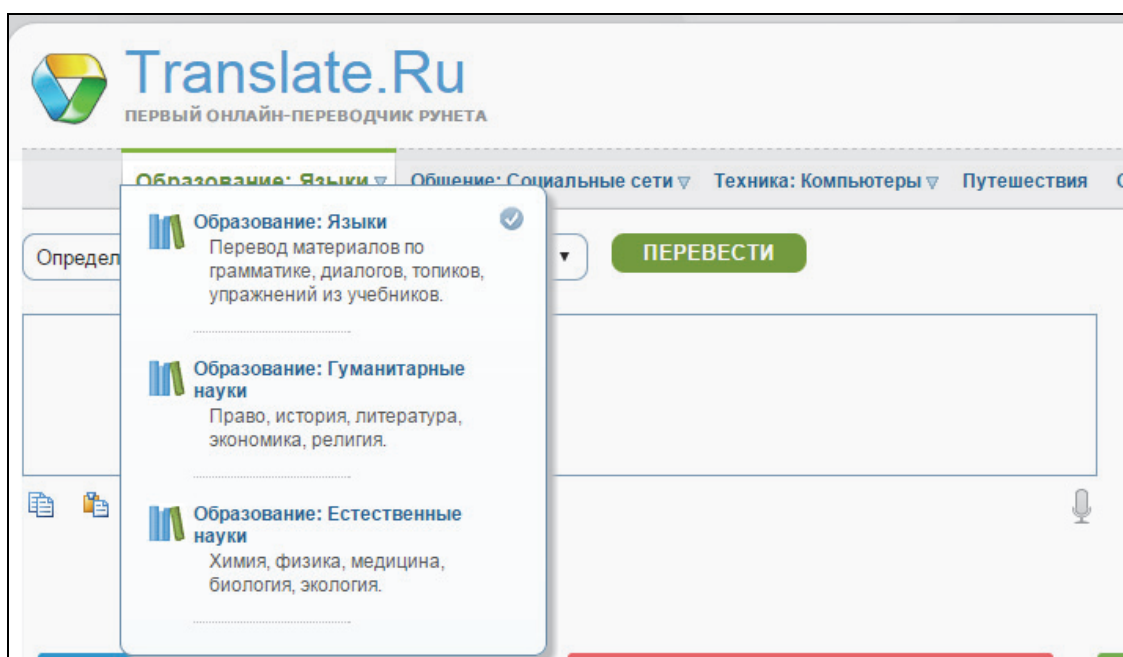 Translate.Ru
ПЕРВЫЙ ОНЛАЙН-ПЕРЕВОДЧИК РУНЕТА
Образование: Языки Общение: Социальные сети Техника: Компьютеры Путешествия
Образование: Языки
Перевод материалов по
грамматике, диалогов, топиков,
упражнений из учебников.
Определ
ПЕРЕВЕСТИ
Образование: Гуманитарные
науки
Право, история, литература,
экономика, религия.
Образование: Естественные
науки
Химия, физика, медицина,
биология, экология.